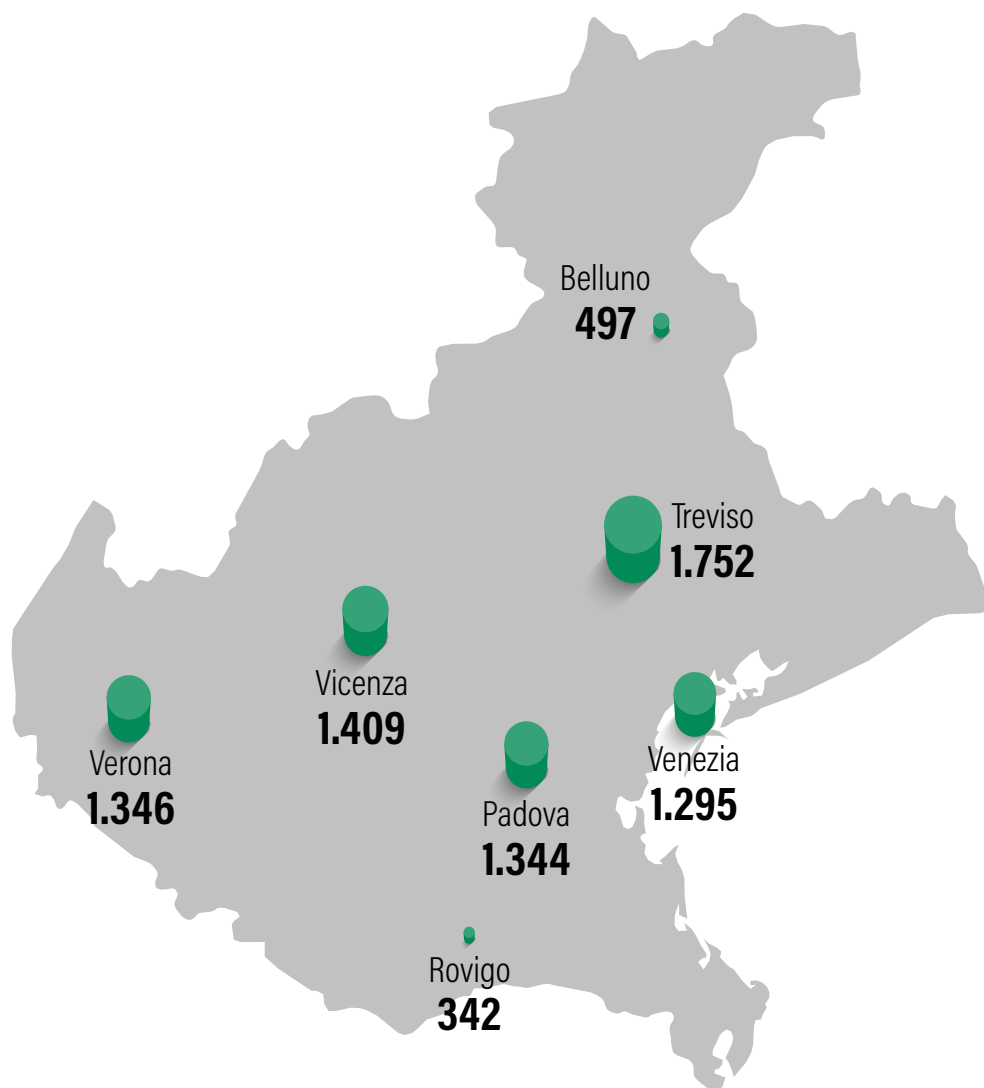 Belluno
497
Treviso
1.752
Vicenza
1.409
Verona
1.346
Venezia
1.295
Padova
1.344
Rovigo
342